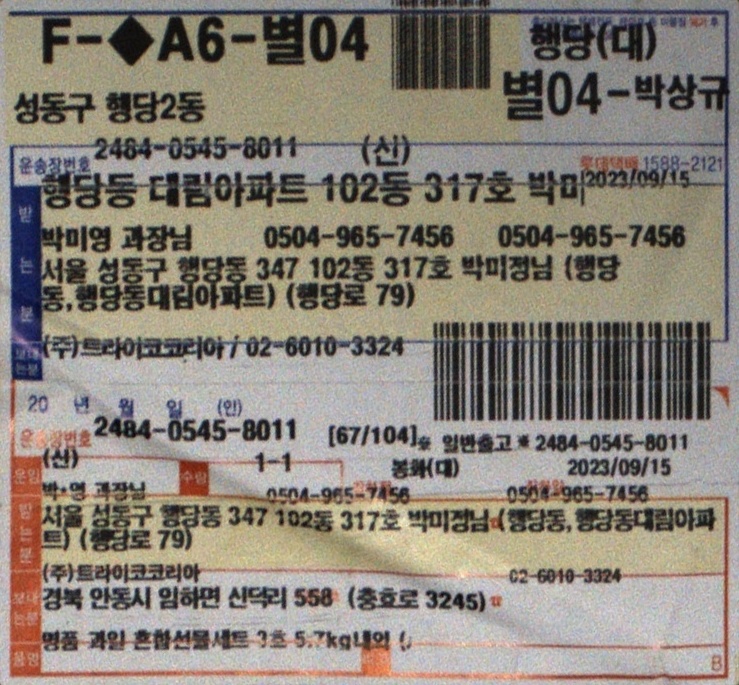 F-◆A6-별04
행당(대)
성동구 행당2동
별04-박상규
운송장번호 2484-0545-8011 (신)
롯데택배 1588-2121
행당동 대림아파트 102동 317호 박미
2023/09/15
받는분
박미영 과장님 0504-965-7456 0504-965-7456
서울 성동구 행당동 347 102동 317호 박미정님 (행당
동,행당동대림아파트) (행당로 79)
보내는분
(주)트라이코코리아 / 02-6010-3324
20 년 월 일 (인)
운송장번호 2484-0545-8011 [67/104]※ 일반출고 ※ 2484-0545-8011
(신) 1-1 봉화(대) 2023/09/15
운임 수량
박*영 과장님 0504-965-7456 0504-965-7456
받는분
서울 성동구 행당동 347 102동 317호 박미정님 (행당동,행당동대림아파
트) (행당로 79)
(주)트라이코코리아 02-6010-3324
보내는분
경북 안동시 임하면 신덕리 558 (충효로 3245)
품명
명품 과일 혼합선물세트 3호 5.7kg내외 (
B